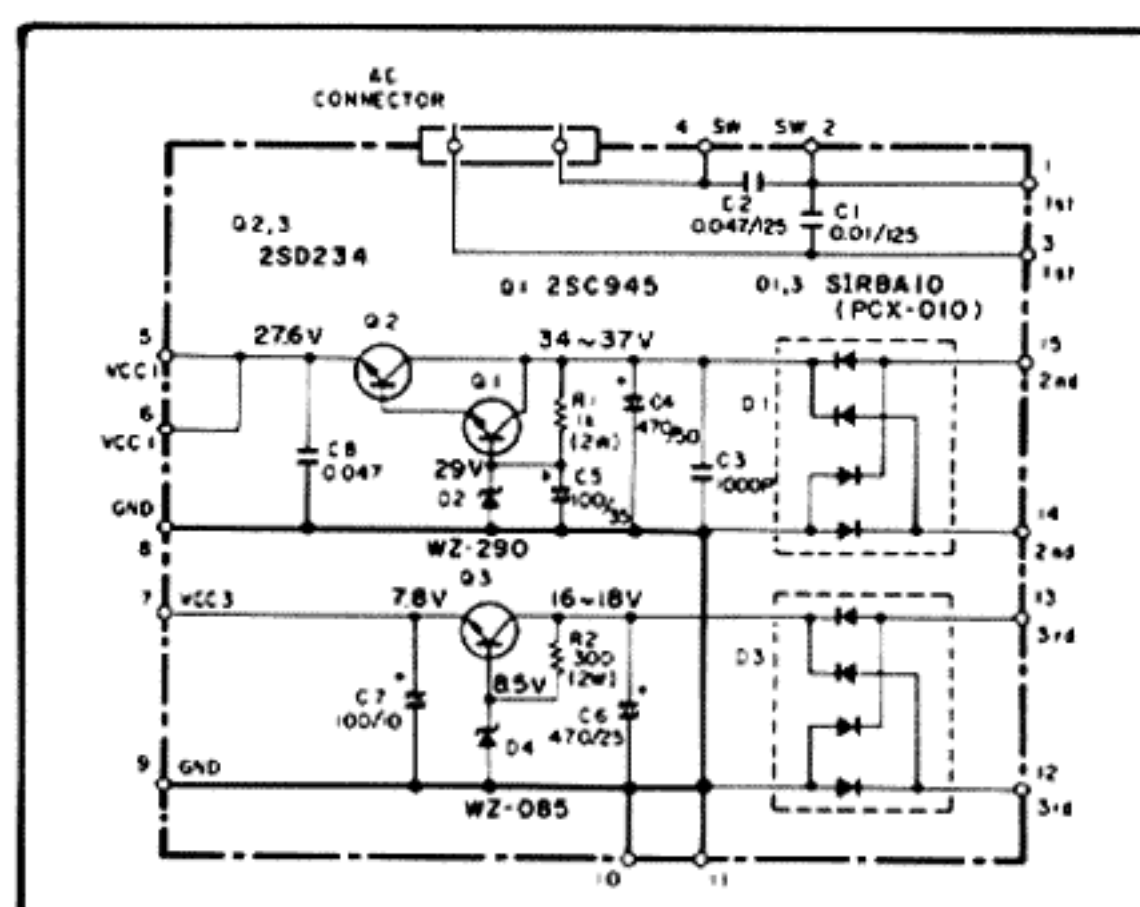 AC
CONNECTOR
4 SW SW 2
1
1st
C2
0.047/125
C1
0.01/125
3
1st
Q2,3
2SD234
Q1 2SC945
D1,3 SIRBA10
(PCX-010)
5
VCC1
27.6V
Q2
34~37V
15
2nd
Q1
R1
1k
(2W)
C4
470/50
D1
6
VCC1
C8
0.047
29V
D2
C5
100/35
C3
1000P
GND
8
WZ-290
14
2nd
7
VCC3
7.8V
Q3
16~18V
13
3rd
R2
300
(2W)
D3
8.5V
C7
100/10
D4
C6
470/25
9
GND
WZ-085
12
3rd
10
11